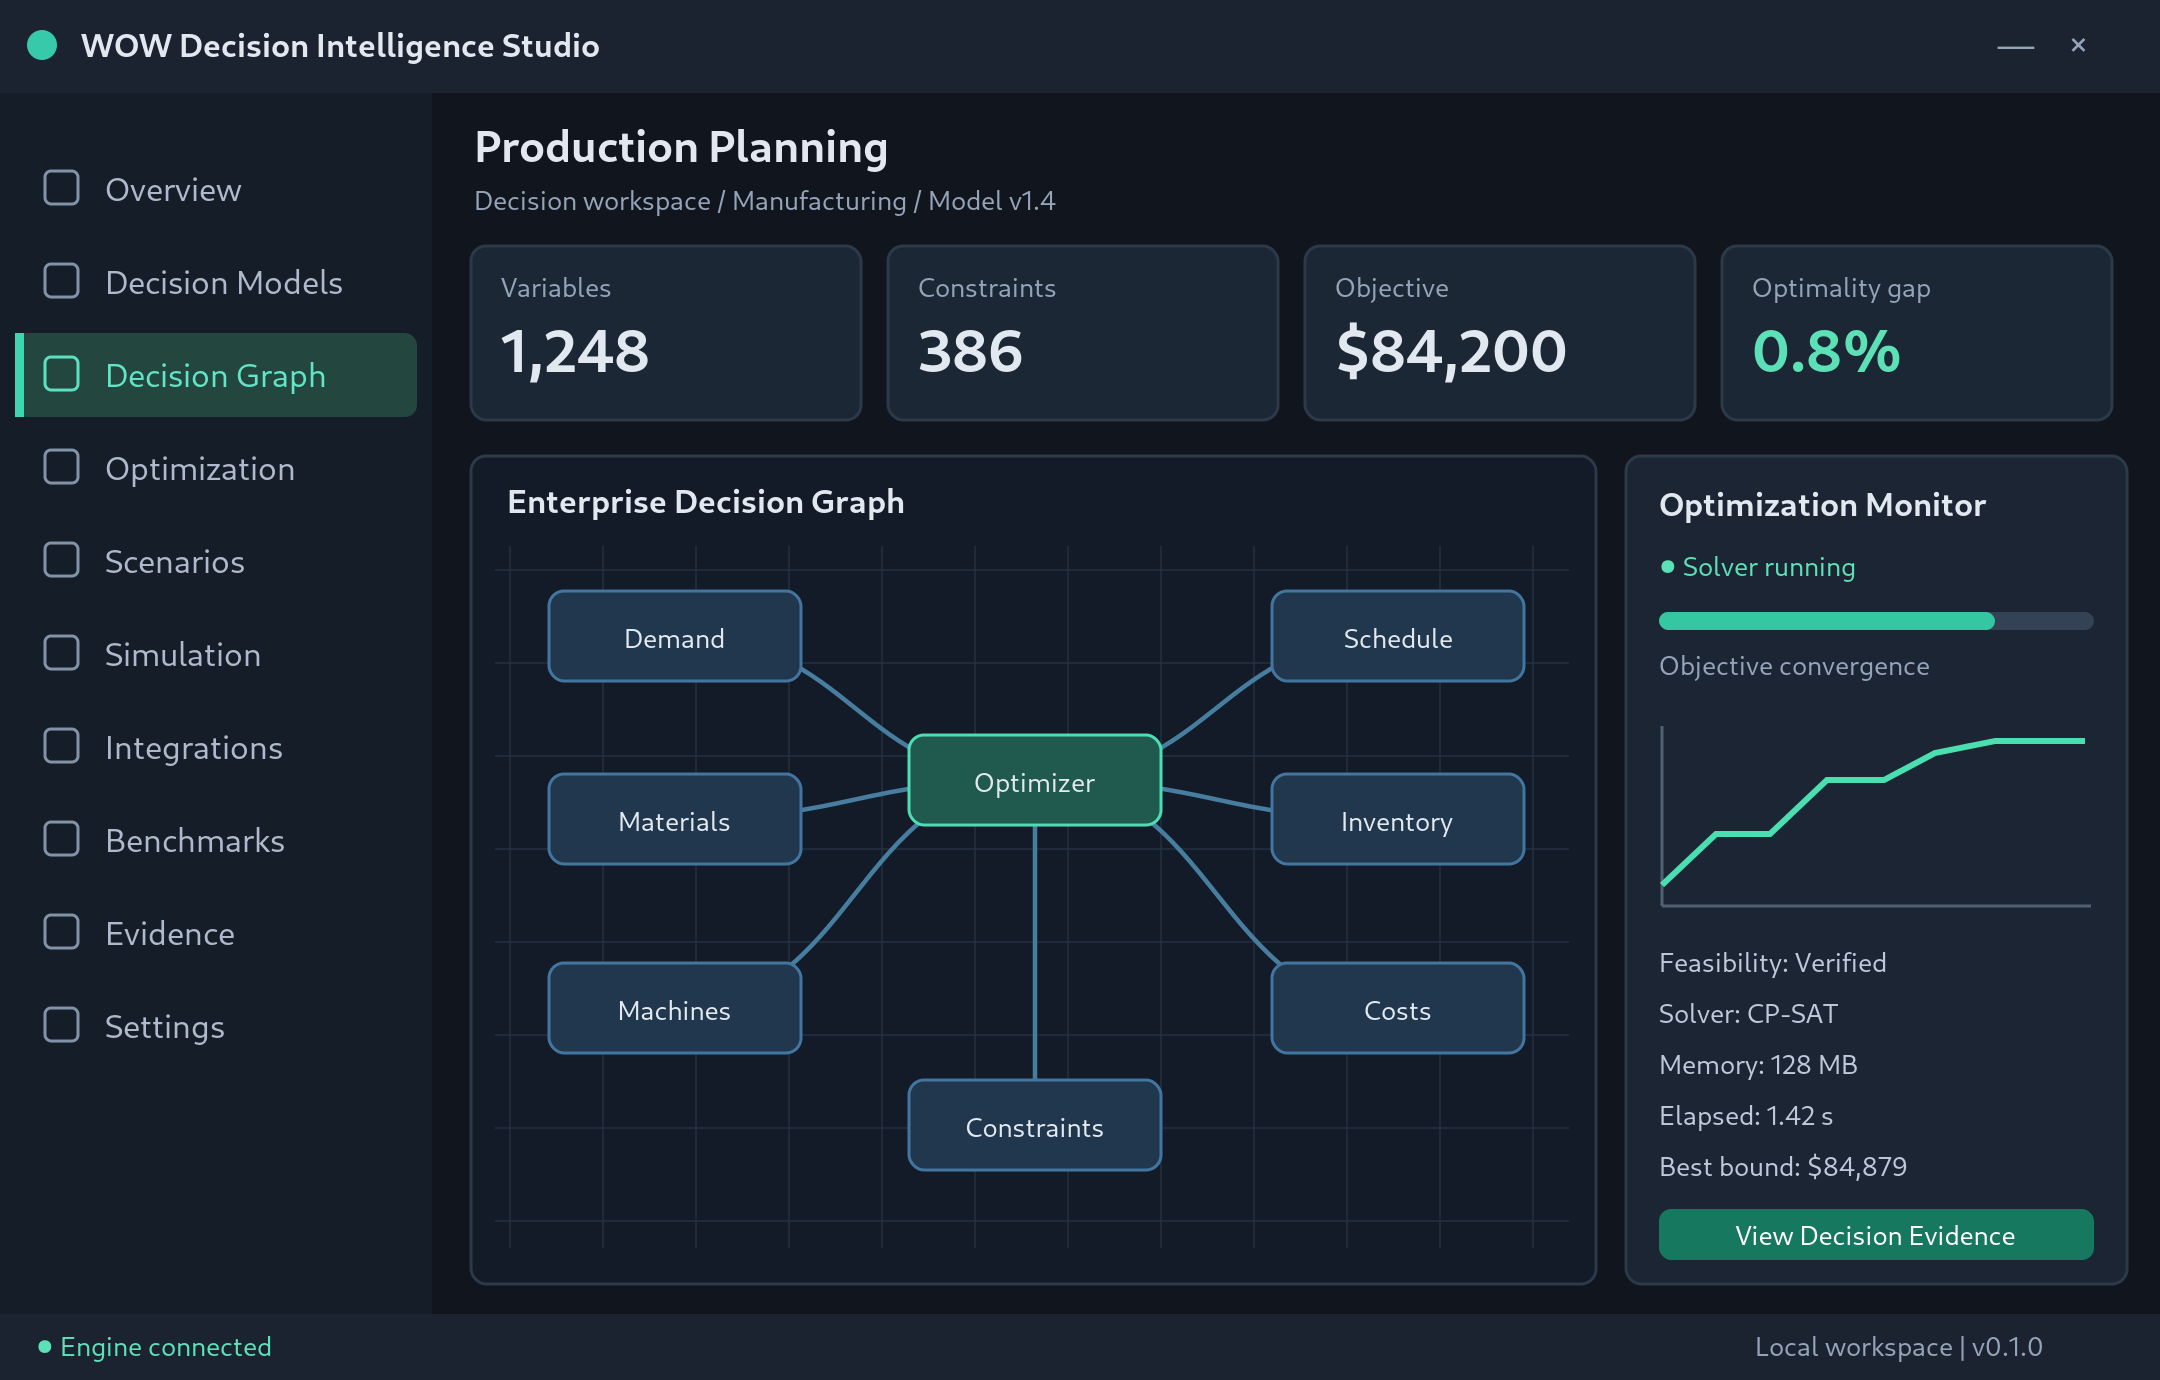 WOW Decision Intelligence Studio
Overview
Decision Models
Decision Graph
Optimization
Scenarios
Simulation
Integrations
Benchmarks
Evidence
Settings
Production Planning
Decision workspace / Manufacturing / Model v1.4
Variables
1,248
Constraints
386
Objective
$84,200
Optimality gap
0.8%
Enterprise Decision Graph
Demand
Schedule
Optimizer
Materials
Inventory
Machines
Costs
Constraints
Optimization Monitor
Solver running
Objective convergence
Feasibility: Verified
Solver: CP-SAT
Memory: 128 MB
Elapsed: 1.42 s
Best bound: $84,879
View Decision Evidence
Engine connected
Local workspace | v0.1.0